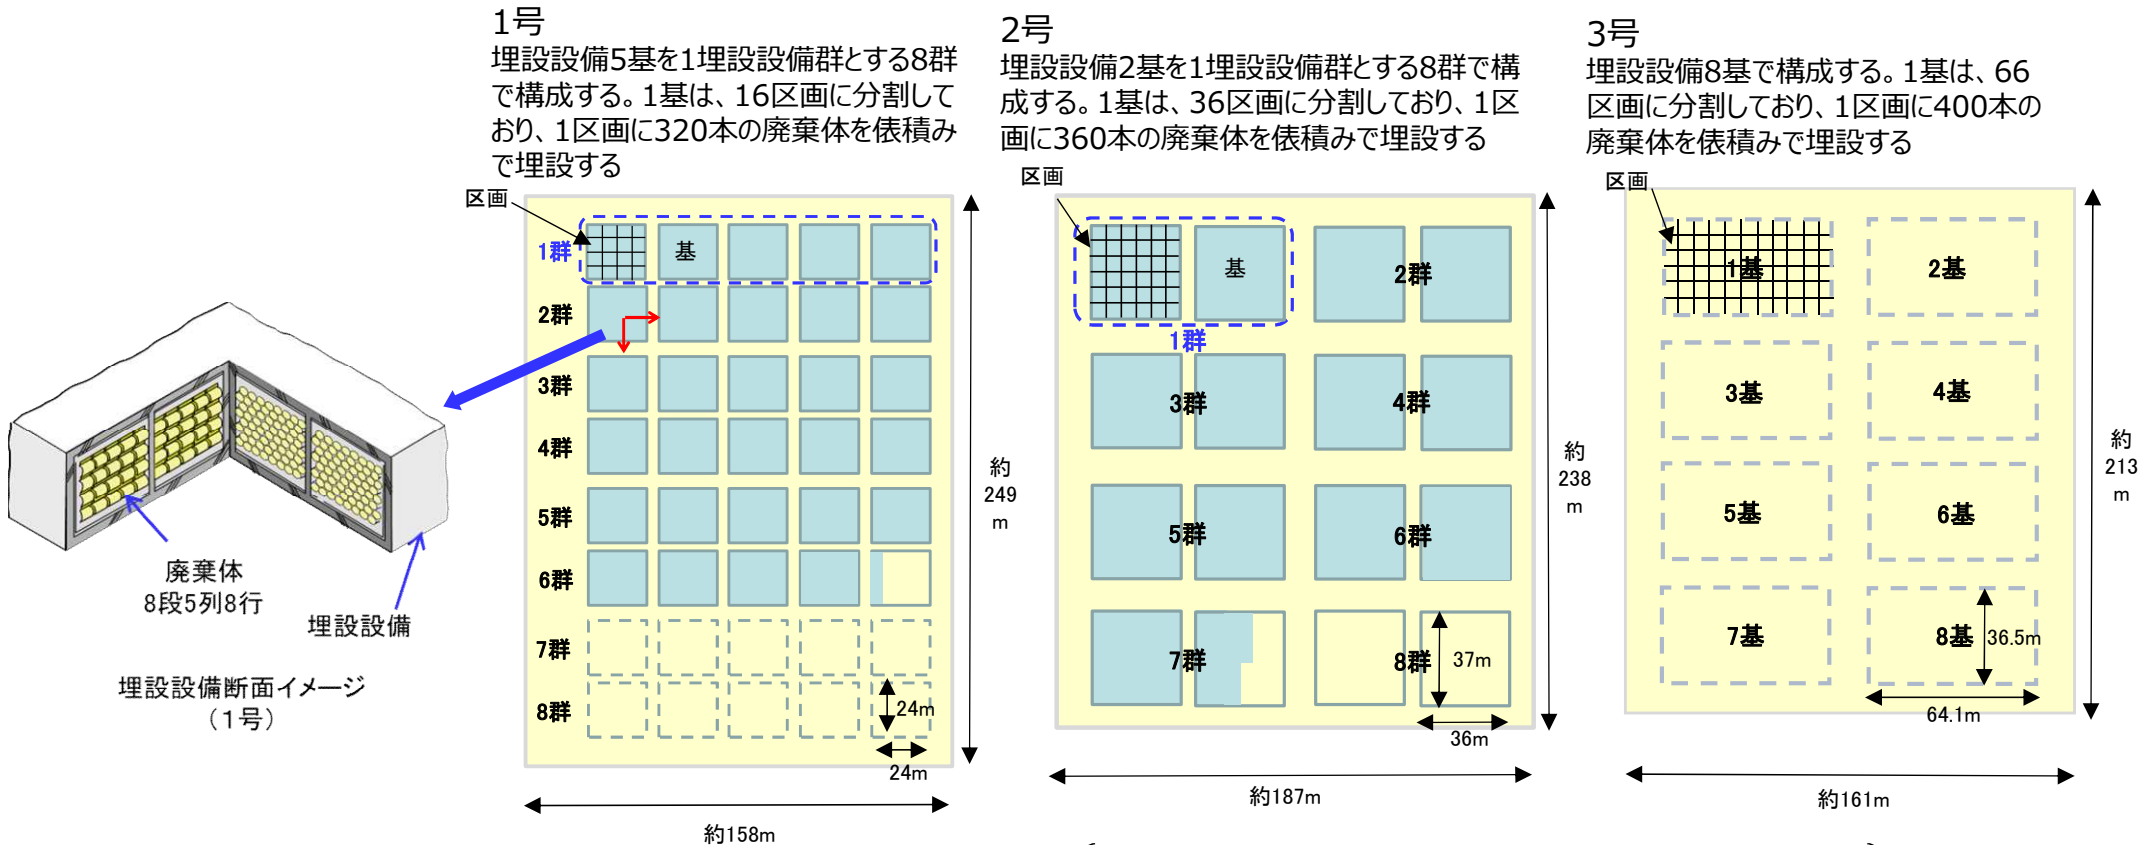 1号
埋設設備5基を1埋設設備群とする8群
で構成する。1基は、16区画に分割して
おり、1区画に320本の廃棄体を俵積み
で埋設する
区画
1群
基
2群
3群
4群
5群
6群
7群
8群
24m
24m
約
249
m
約158m
廃棄体
8段5列8行
埋設設備
埋設設備断面イメージ
(1号)
2号
埋設設備2基を1埋設設備群とする8群で構
成する。1基は、36区画に分割しており、1区
画に360本の廃棄体を俵積みで埋設する
区画
基
1群
2群
3群
4群
5群
6群
7群
8群
37m
36m
約
238
m
約187m
3号
埋設設備8基で構成する。1基は、66
区画に分割しており、1区画に400本の
廃棄体を俵積みで埋設する
区画
1基
2基
3基
4基
5基
6基
7基
8基
36.5m
64.1m
約
213
m
約161m